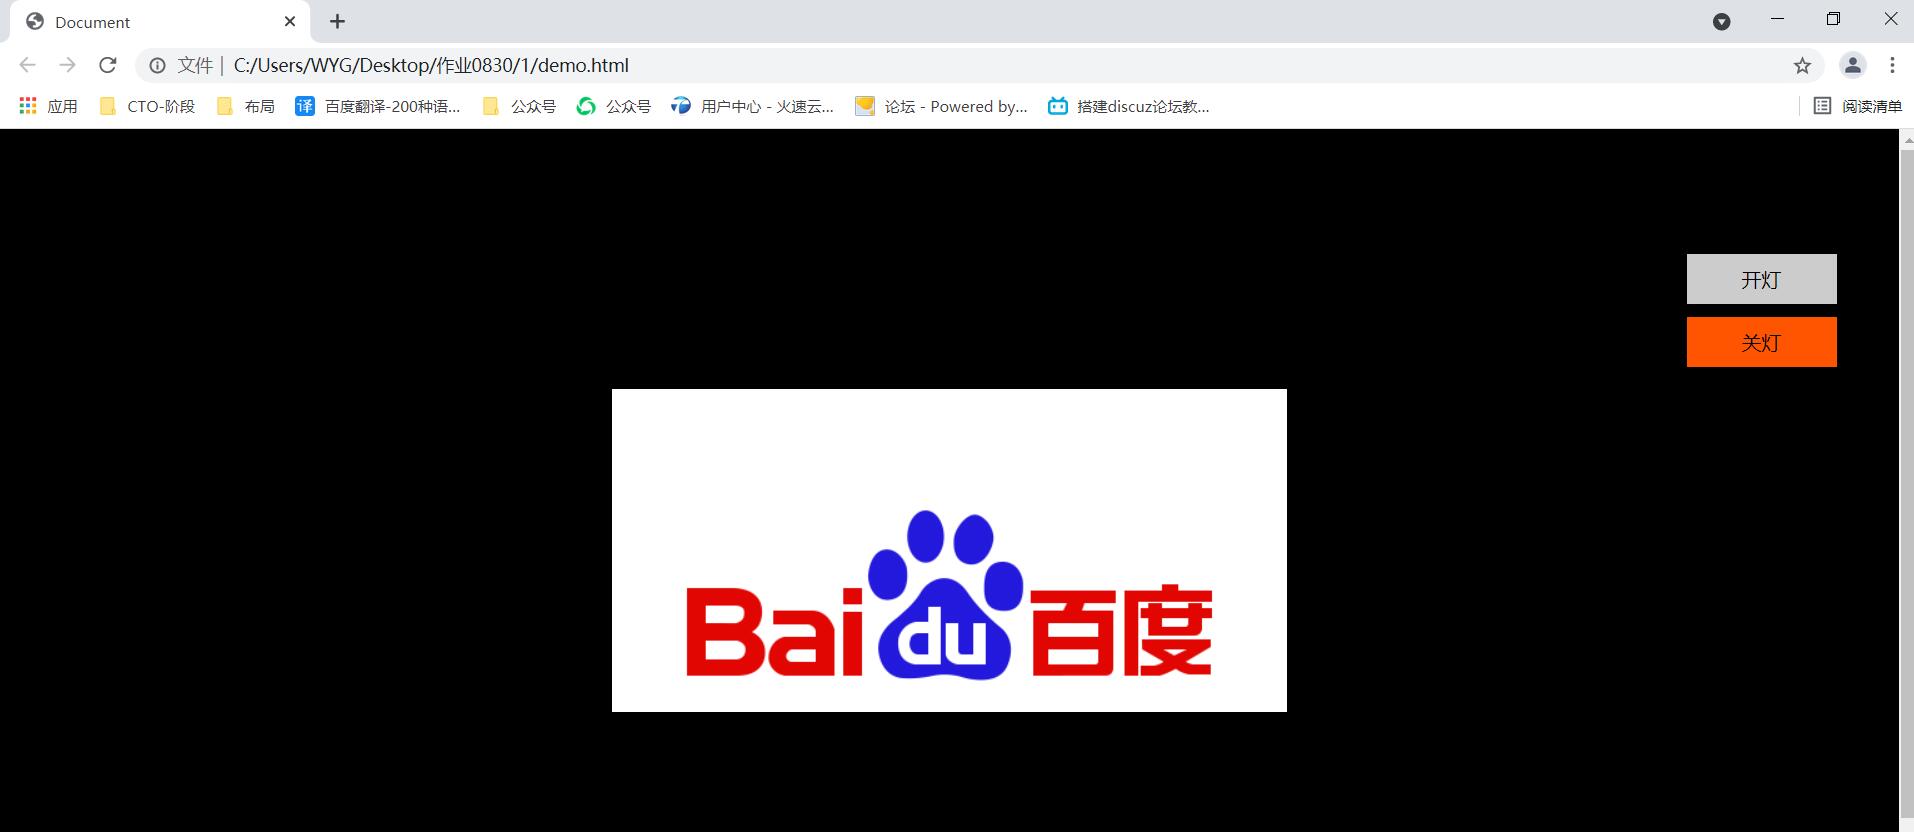 Document
文件 | C:/Users/WYG/Desktop/作业0830/1/demo.html
应用 CTO-阶段 布局 译 百度翻译-200种语... 公众号 公众号 用户中心 - 火速云... 论坛 - Powered by... 搭建discuz论坛教... 阅读清单
开灯
关灯
Bai du 百度